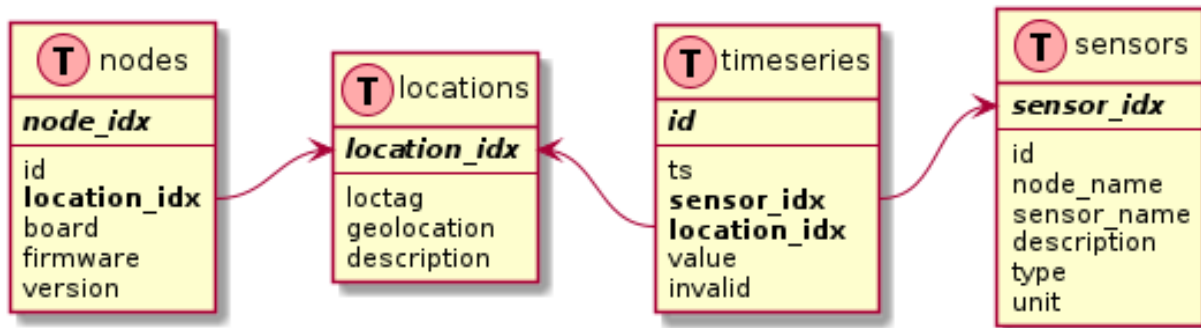 T nodes
node_idx
id
location_idx
board
firmware
version
T locations
location_idx
loctag
geolocation
description
T timeseries
id
ts
sensor_idx
location_idx
value
invalid
T sensors
sensor_idx
id
node_name
sensor_name
description
type
unit